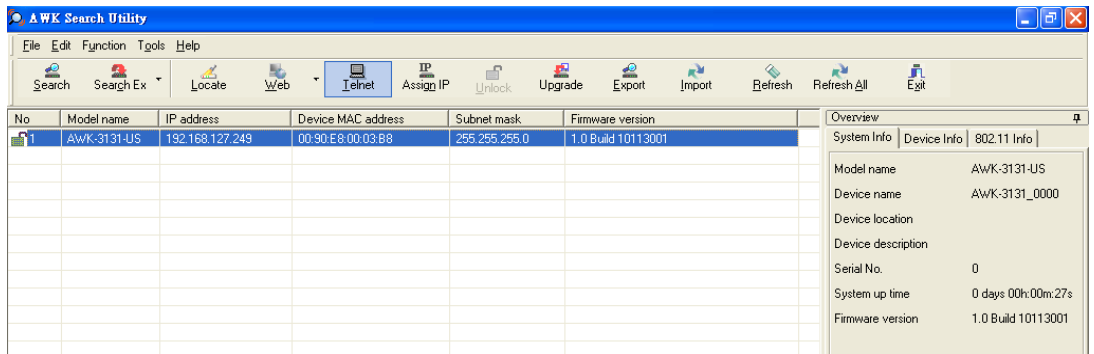 AWK Search Utility
File Edit Function Tools Help
Search Search Ex Locate Web Telnet Assign IP Unlock Upgrade Export Import Refresh Refresh All Exit
No Model name IP address Device MAC address Subnet mask Firmware version
1 AWK-3131-US 192.168.127.249 00:90:E8:00:03:B8 255.255.255.0 1.0 Build 10113001
Overview
System Info Device Info 802.11 Info
Model name AWK-3131-US
Device name AWK-3131_0000
Device location
Device description
Serial No. 0
System up time 0 days 00h:00m:27s
Firmware version 1.0 Build 10113001